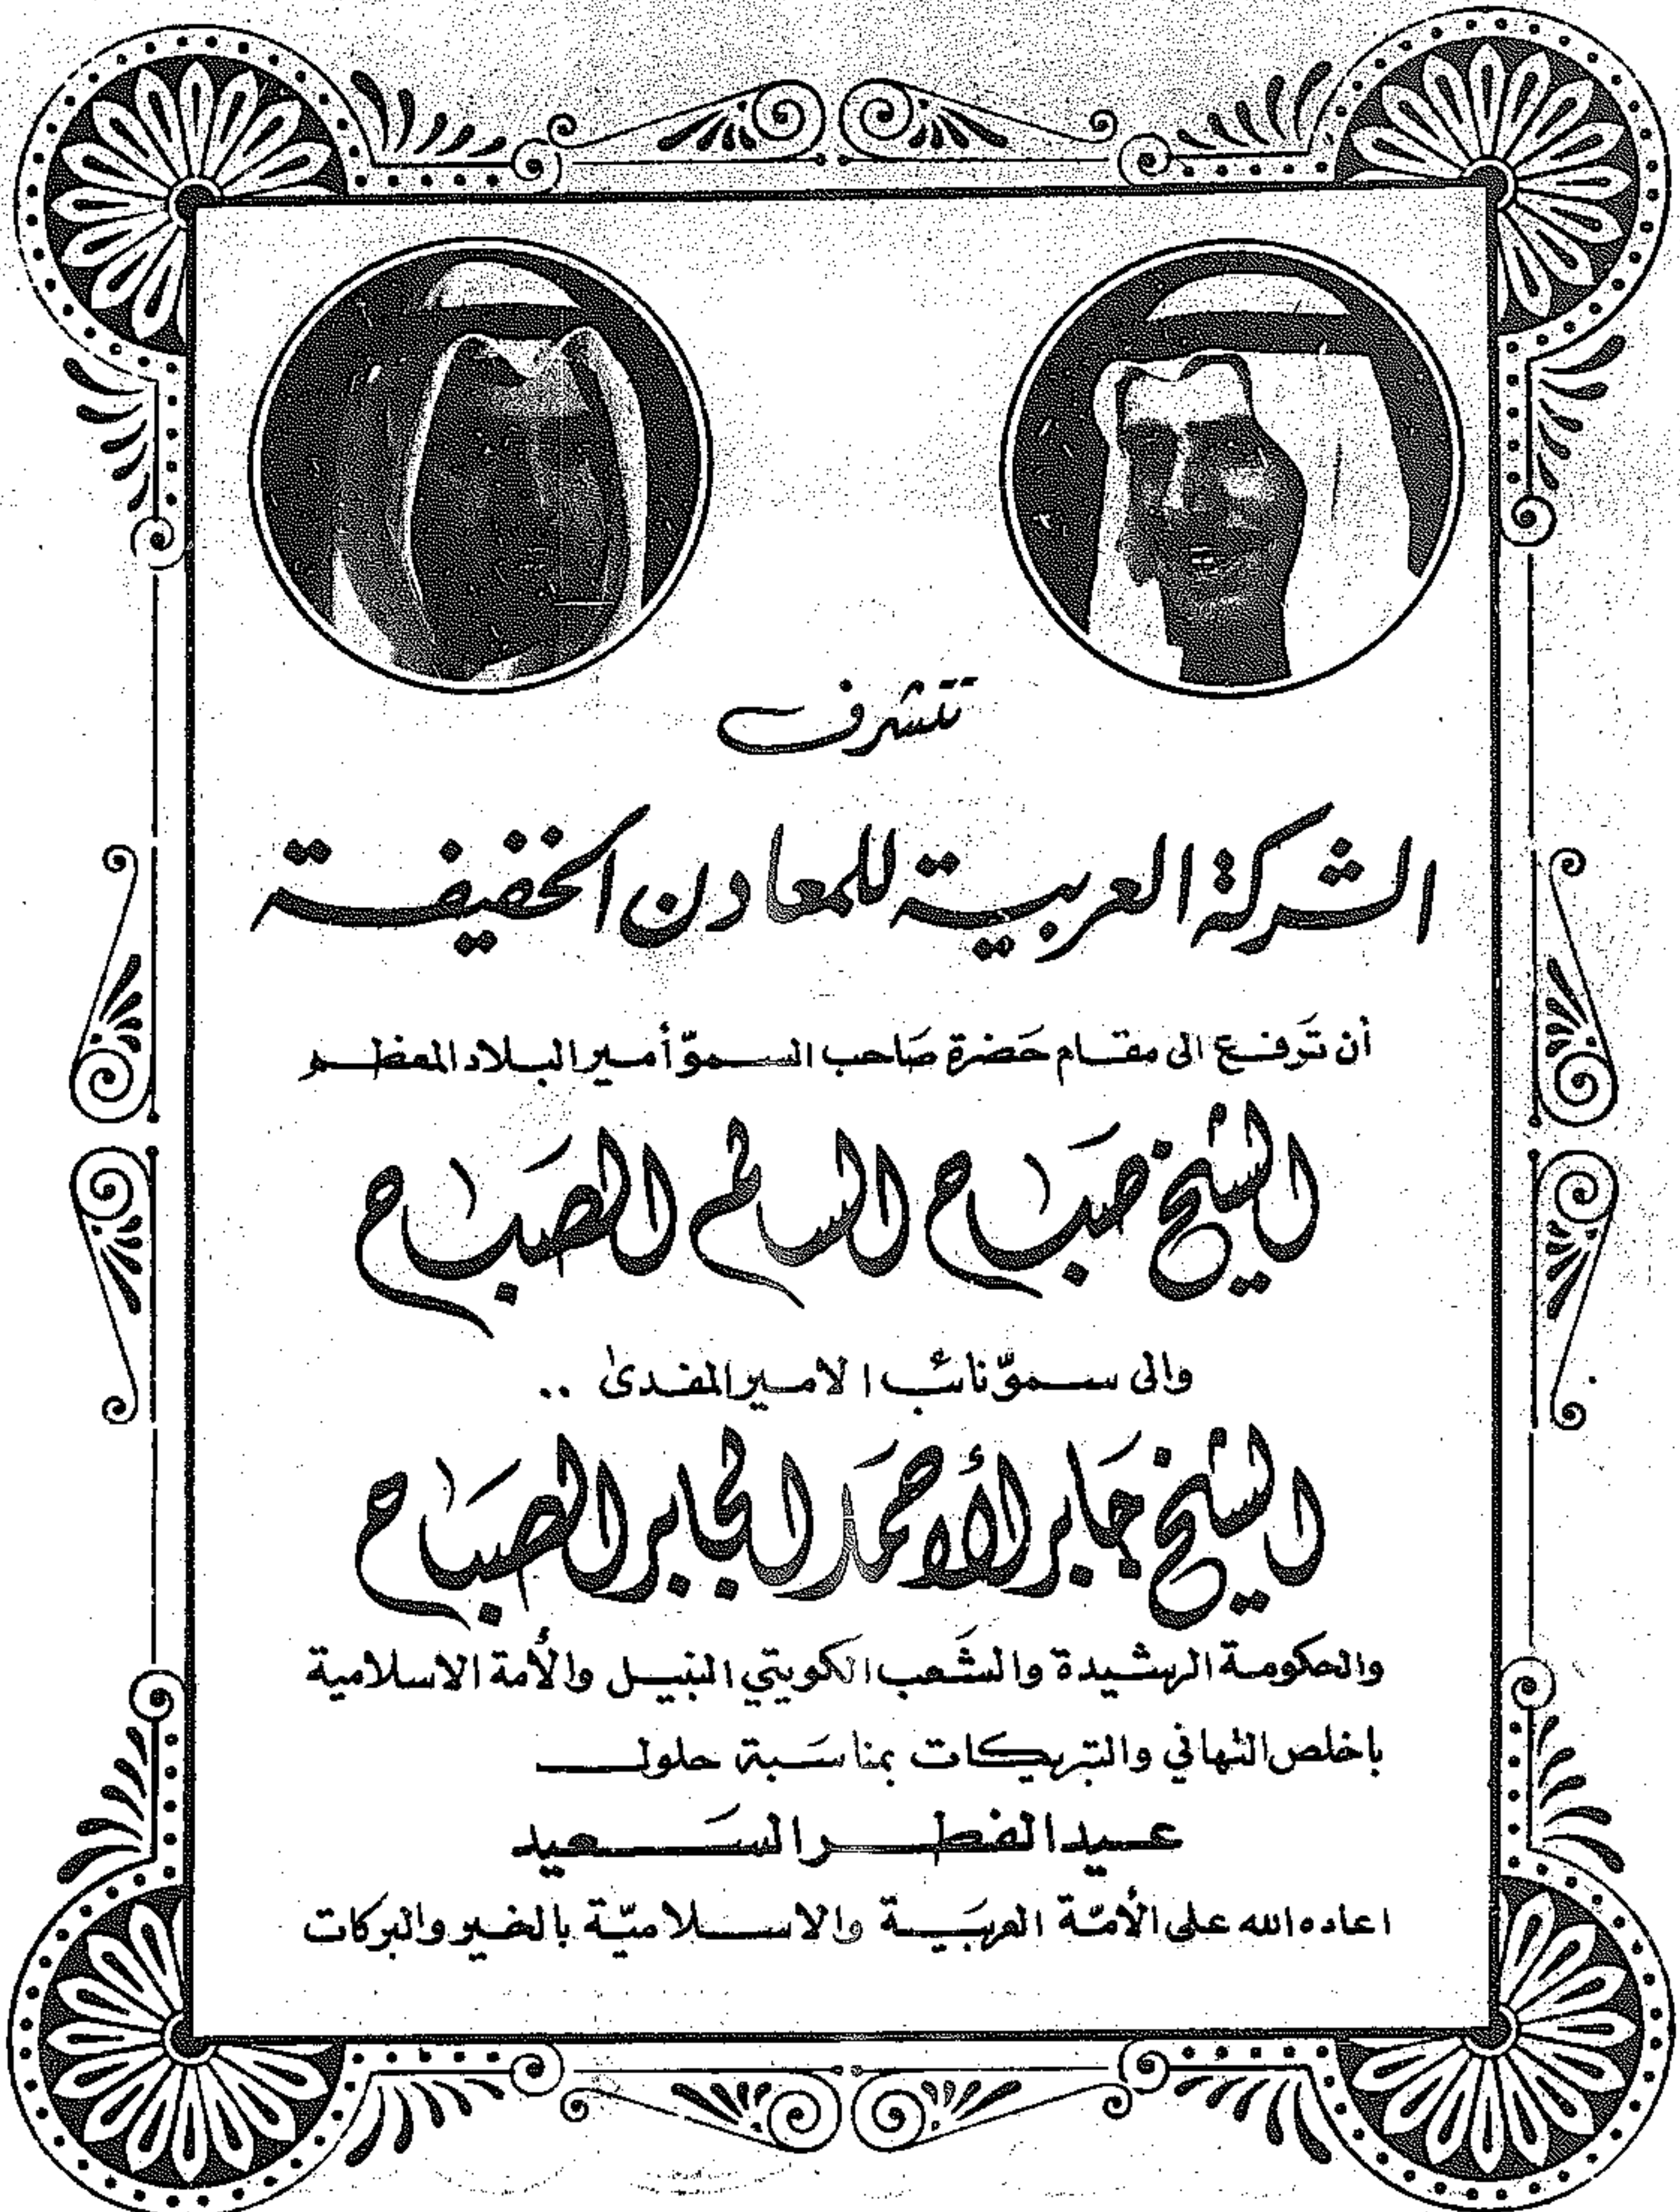 تتشرف
الشركة العربية للمعادن الخفيفة
أن ترفع الى مقام حضرة صاحب السموّ أمير البلاد المعظم
الشيخ صباح السالم الصباح
والى سموّ نائب الامير المفدى ..
الشيخ جابر الأحمد الجابر الصباح
والحكومة الرشيدة والشعب الكويتي النبيل والأمة الاسلامية
باخلص التهاني والتبريكات بمناسبة حلول
عيد الفطر السعيد
اعاده الله على الأمّة العربية والاسلاميّة بالخير والبركات